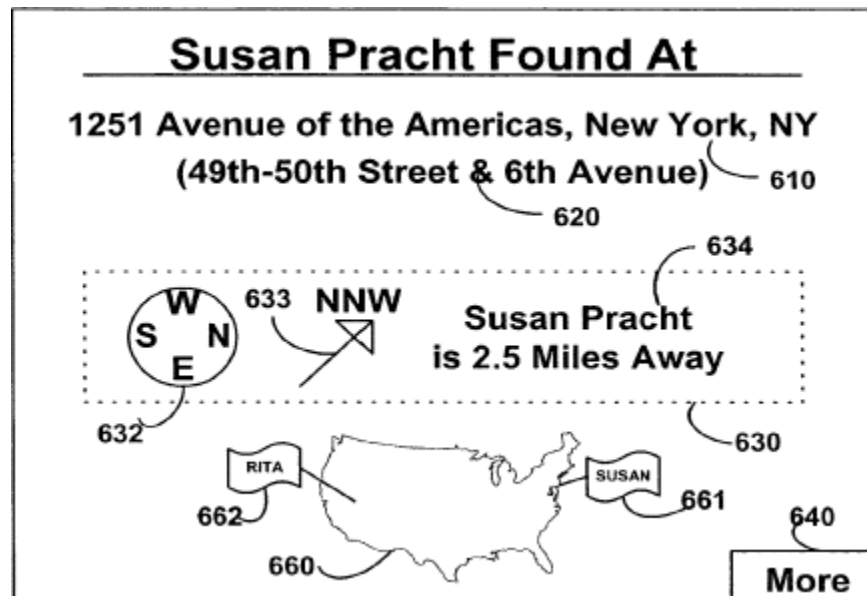 Susan Pracht Found At
1251 Avenue of the Americas, New York, NY
(49th-50th Street & 6th Avenue)
610
620
634
W
S N
E
633
NNW
Susan Pracht
is 2.5 Miles Away
632
630
RITA
SUSAN
662
661
660
640
More